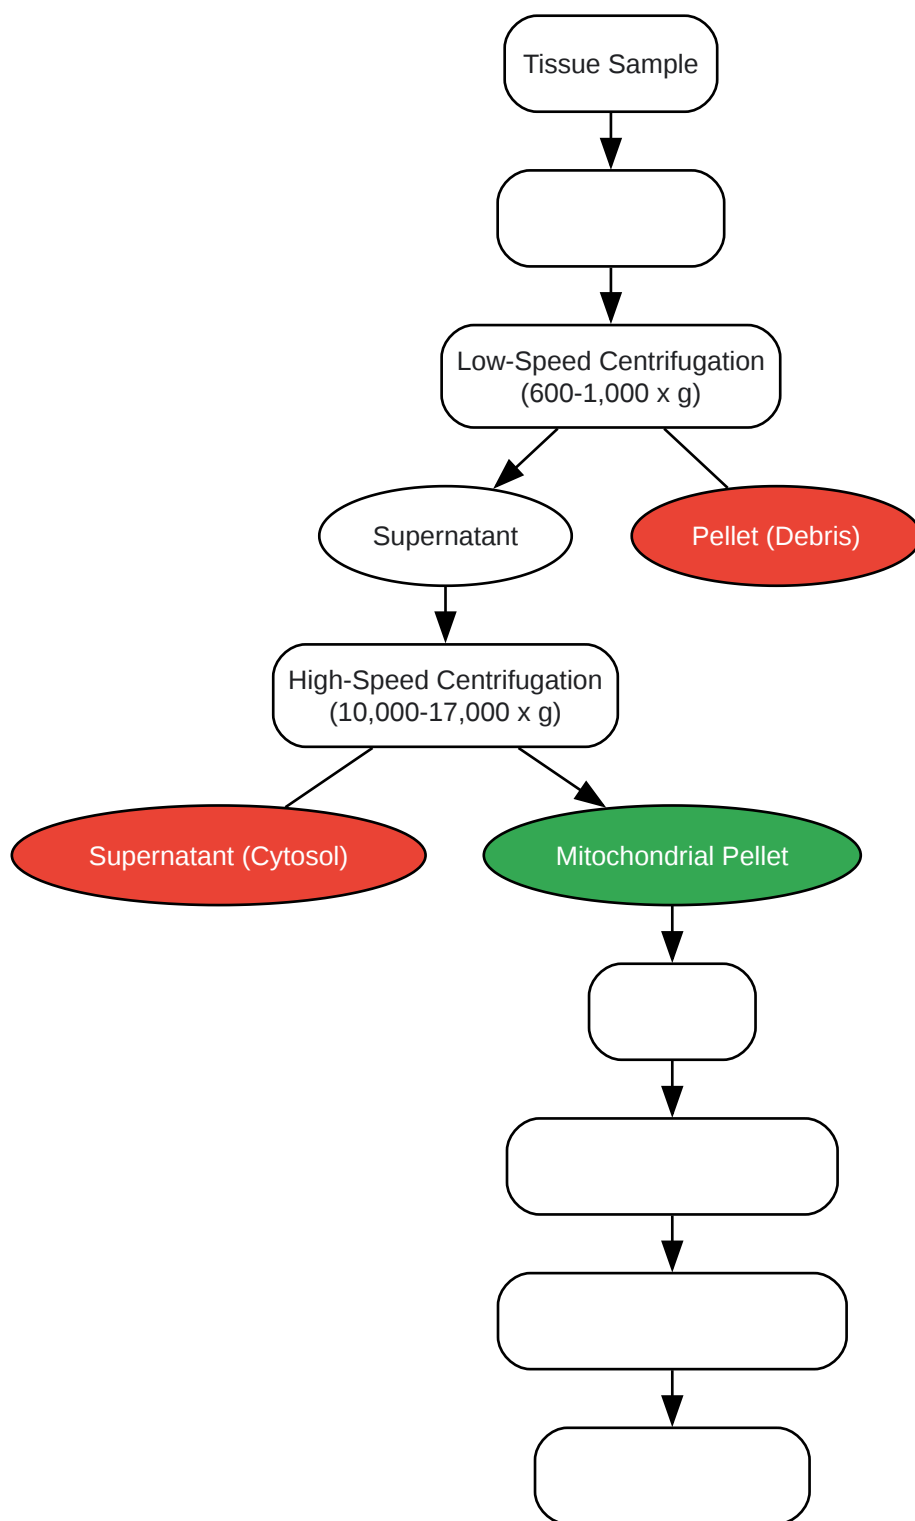 Tissue Sample
Low-Speed Centrifugation
(600-1,000 x g)
Supernatant
Pellet (Debris)
High-Speed Centrifugation
(10,000-17,000 x g)
Supernatant (Cytosol)
Mitochondrial Pellet